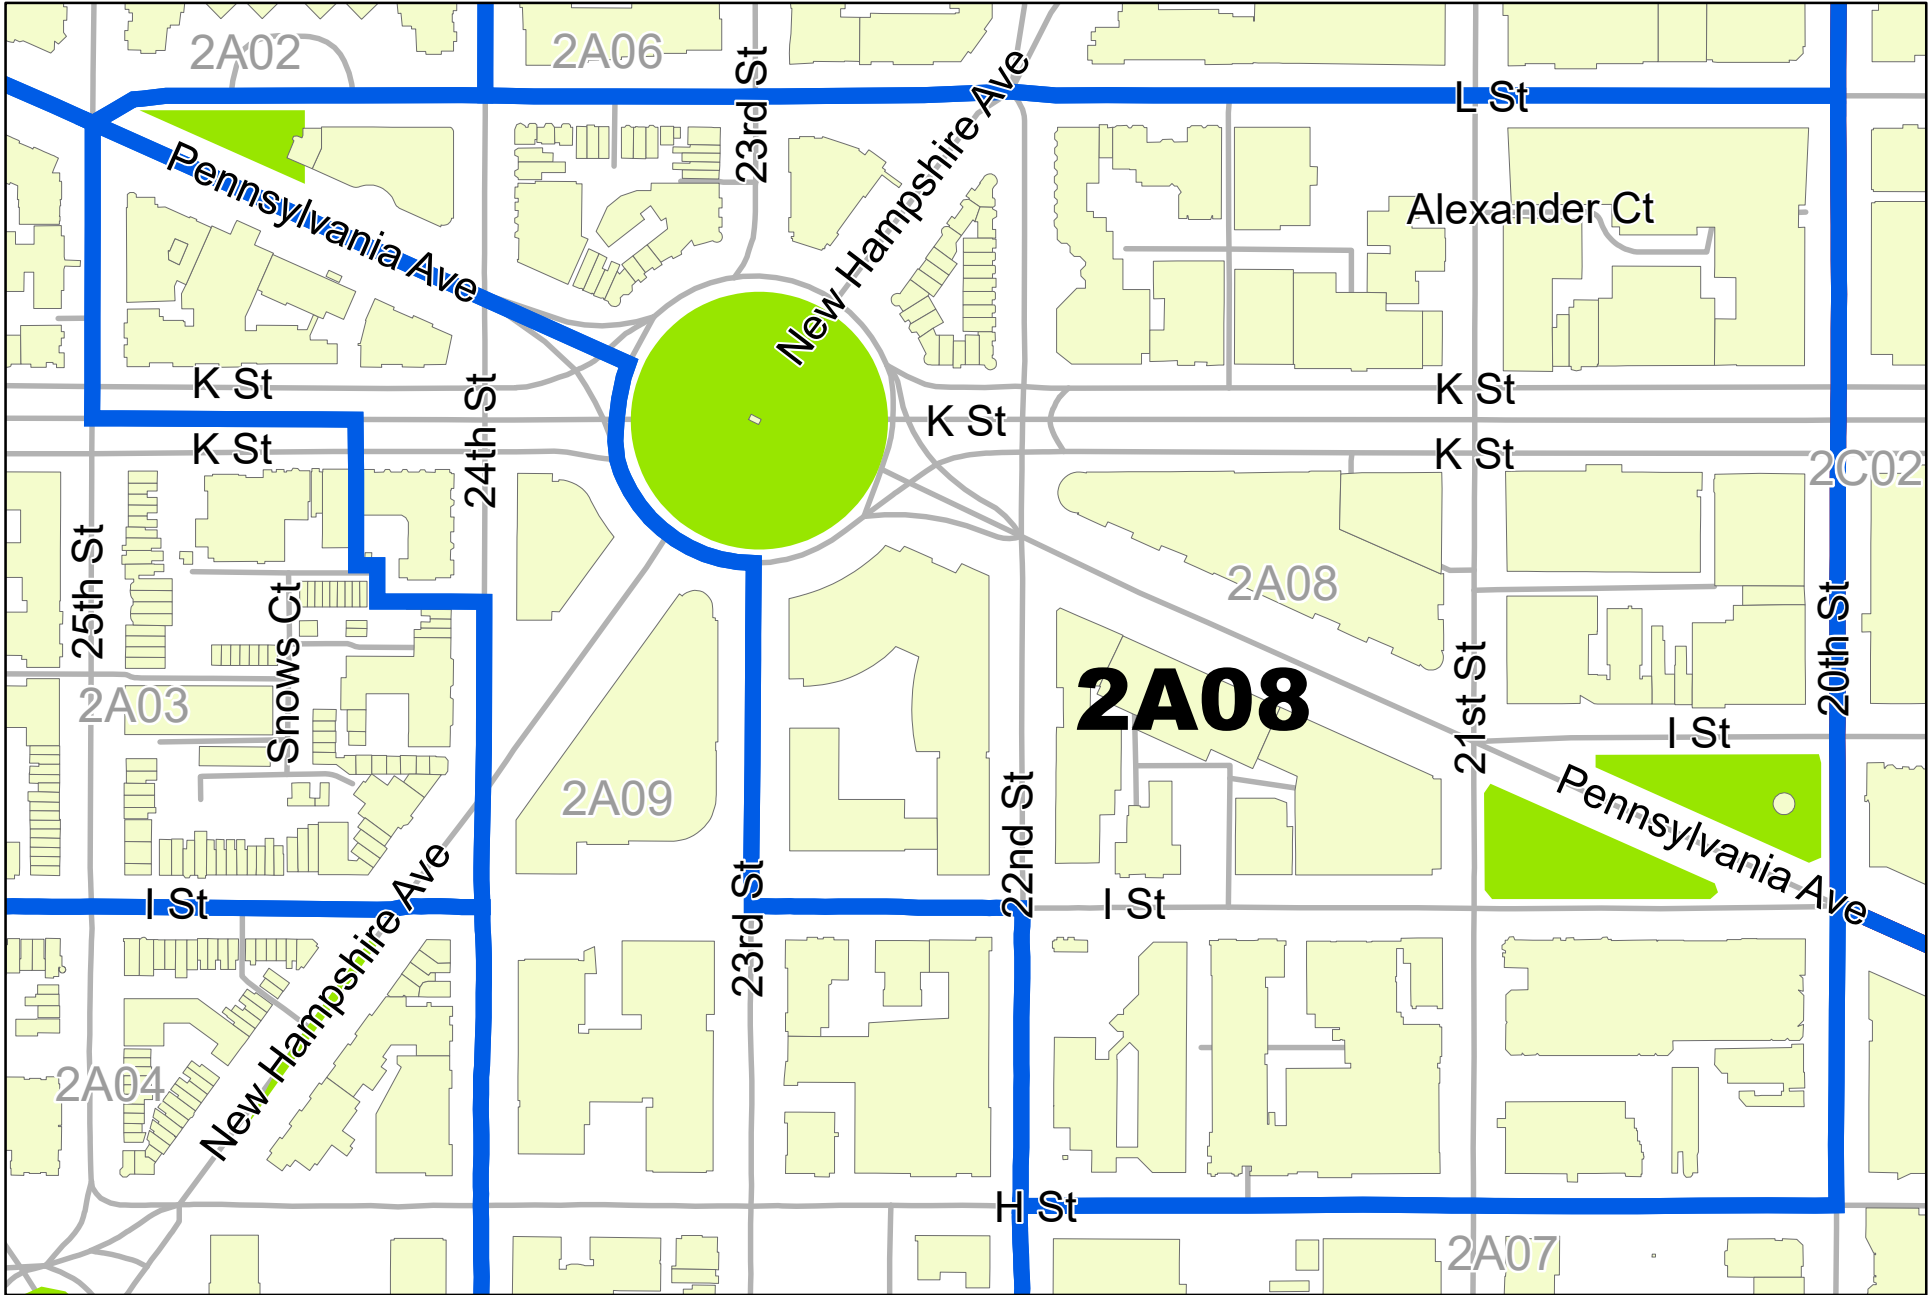 2A02
2A06
23rd St
New Hampshire Ave
L St
Pennsylvania Ave
Alexander Ct
K St
K St
K St
K St
K St
24th St
2C02
25th St
Snows Ct
2A08
2A08
20th St
21st St
2A03
I St
2A09
22nd St
Pennsylvania Ave
I St
I St
23rd St
New Hampshire Ave
2A04
H St
2A07